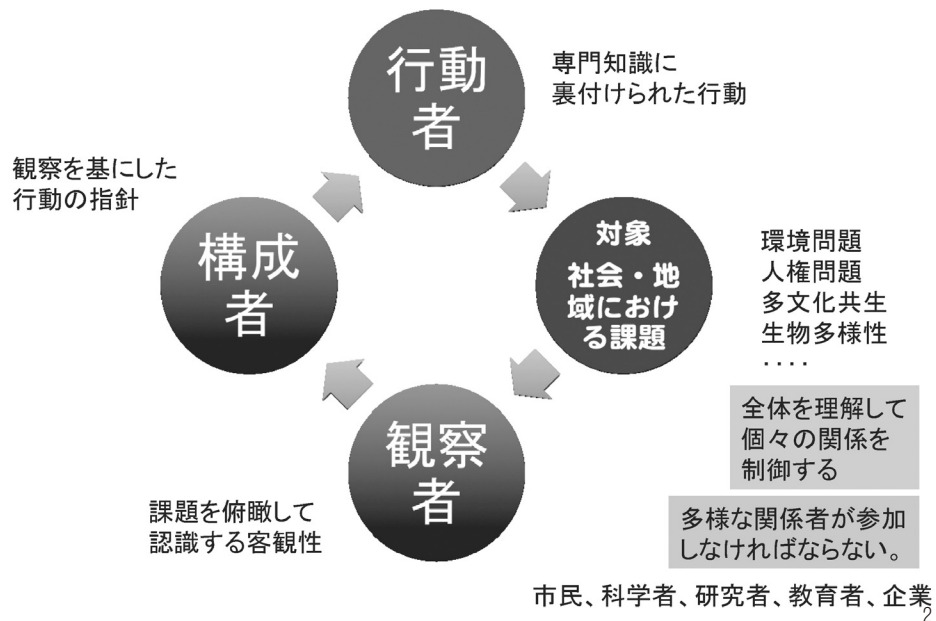 行動
者
専門知識に
裏付けられた行動
観察を基にした
行動の指針
構成
者
対象
社会・地
域におけ
る課題
環境問題
人権問題
多文化共生
生物多様性
‥‥
全体を理解して
個々の関係を
制御する
観察
者
課題を俯瞰して
認識する客観性
多様な関係者が参加
しなければならない。
市民、科学者、研究者、教育者、企業
2